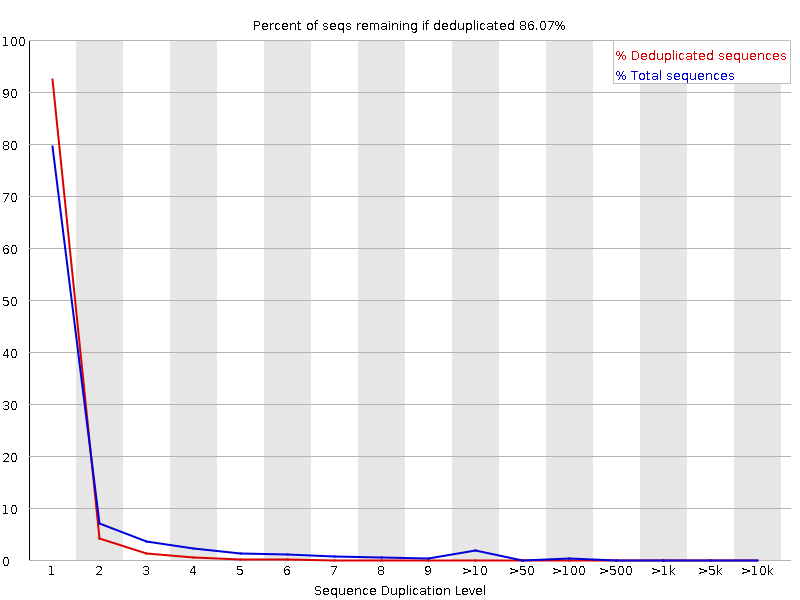 Percent of seqs remaining if deduplicated 86.07%
% Deduplicated sequences
% Total sequences
100
90
80
70
60
50
40
30
20
10
0
1 2 3 4 5 6 7 8 9 >10 >50 >100 >500 >1k >5k >10k
Sequence Duplication Level